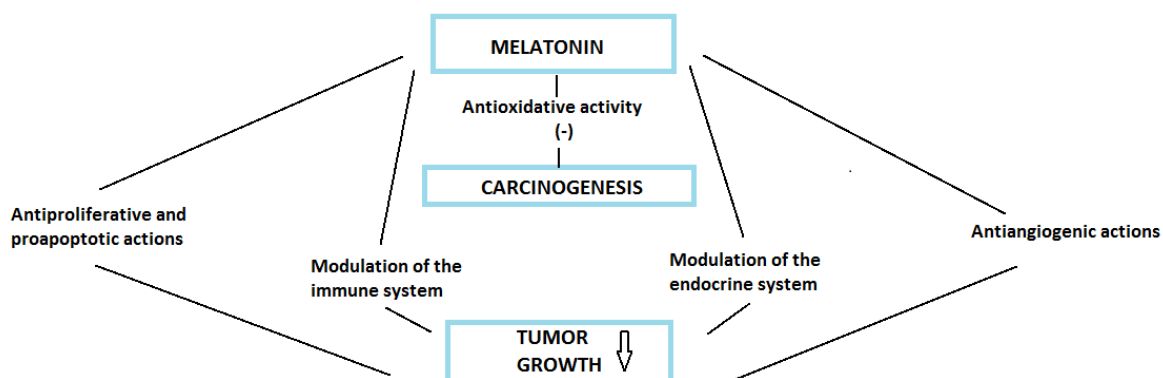 MELATONIN
Antioxidative activity
(-)
CARCINOGENESIS
Antiproliferative and
proapoptotic actions
Modulation of the
immune system
Modulation of the
endocrine system
Antiangiogenic actions
TUMOR
GROWTH